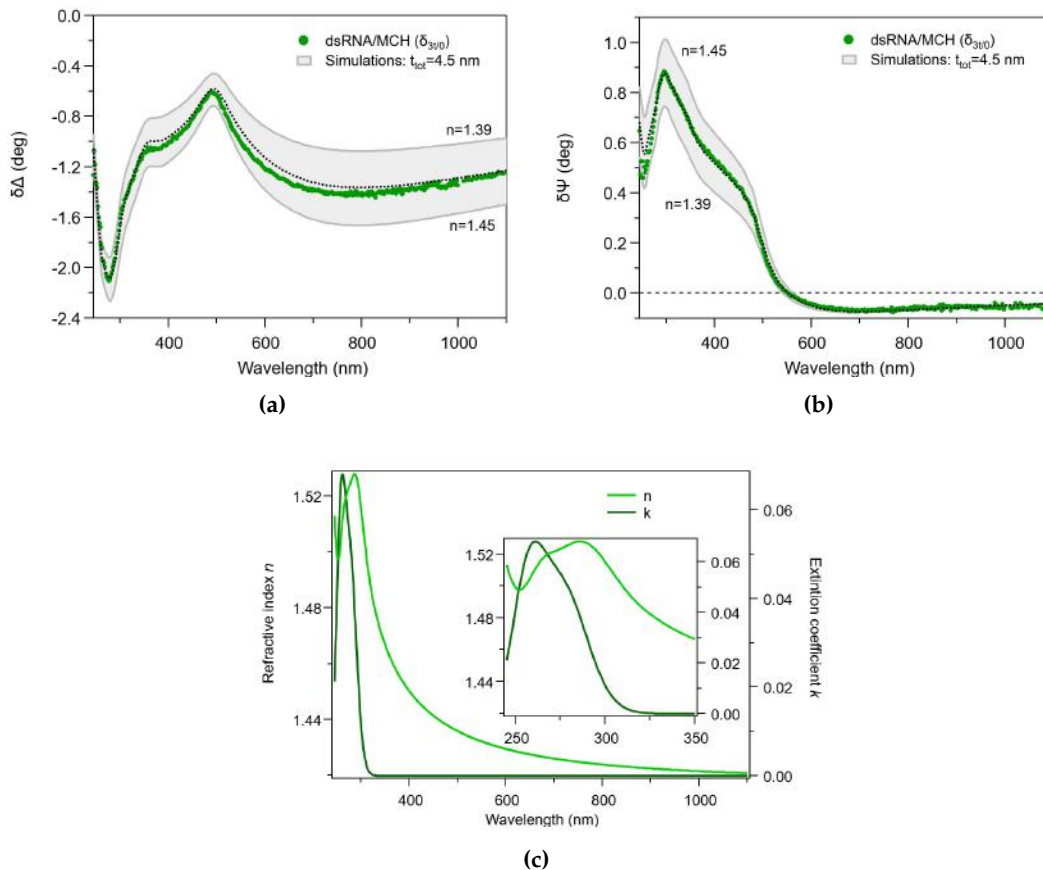 0.0
-0.4
-0.8
-1.2
-1.6
-2.0
-2.4
δΔ (deg)
dsRNA/MCH (δ3t/0)
Simulations: ttot=4.5 nm
n=1.39
n=1.45
400 600 800 1000
Wavelength (nm)
(a)
1.0
0.8
0.6
0.4
0.2
0.0
δΨ (deg)
n=1.45
n=1.39
dsRNA/MCH (δ3t/0)
Simulations: ttot=4.5 nm
400 600 800 1000
Wavelength (nm)
(b)
1.52
1.48
1.44
Refractive index n
n
k
1.52
1.48
1.44
0.06
0.04
0.02
0.00
250 300 350
0.06
0.04
0.02
0.00
Extintion coefficient k
400 600 800 1000
Wavelength (nm)
(c)